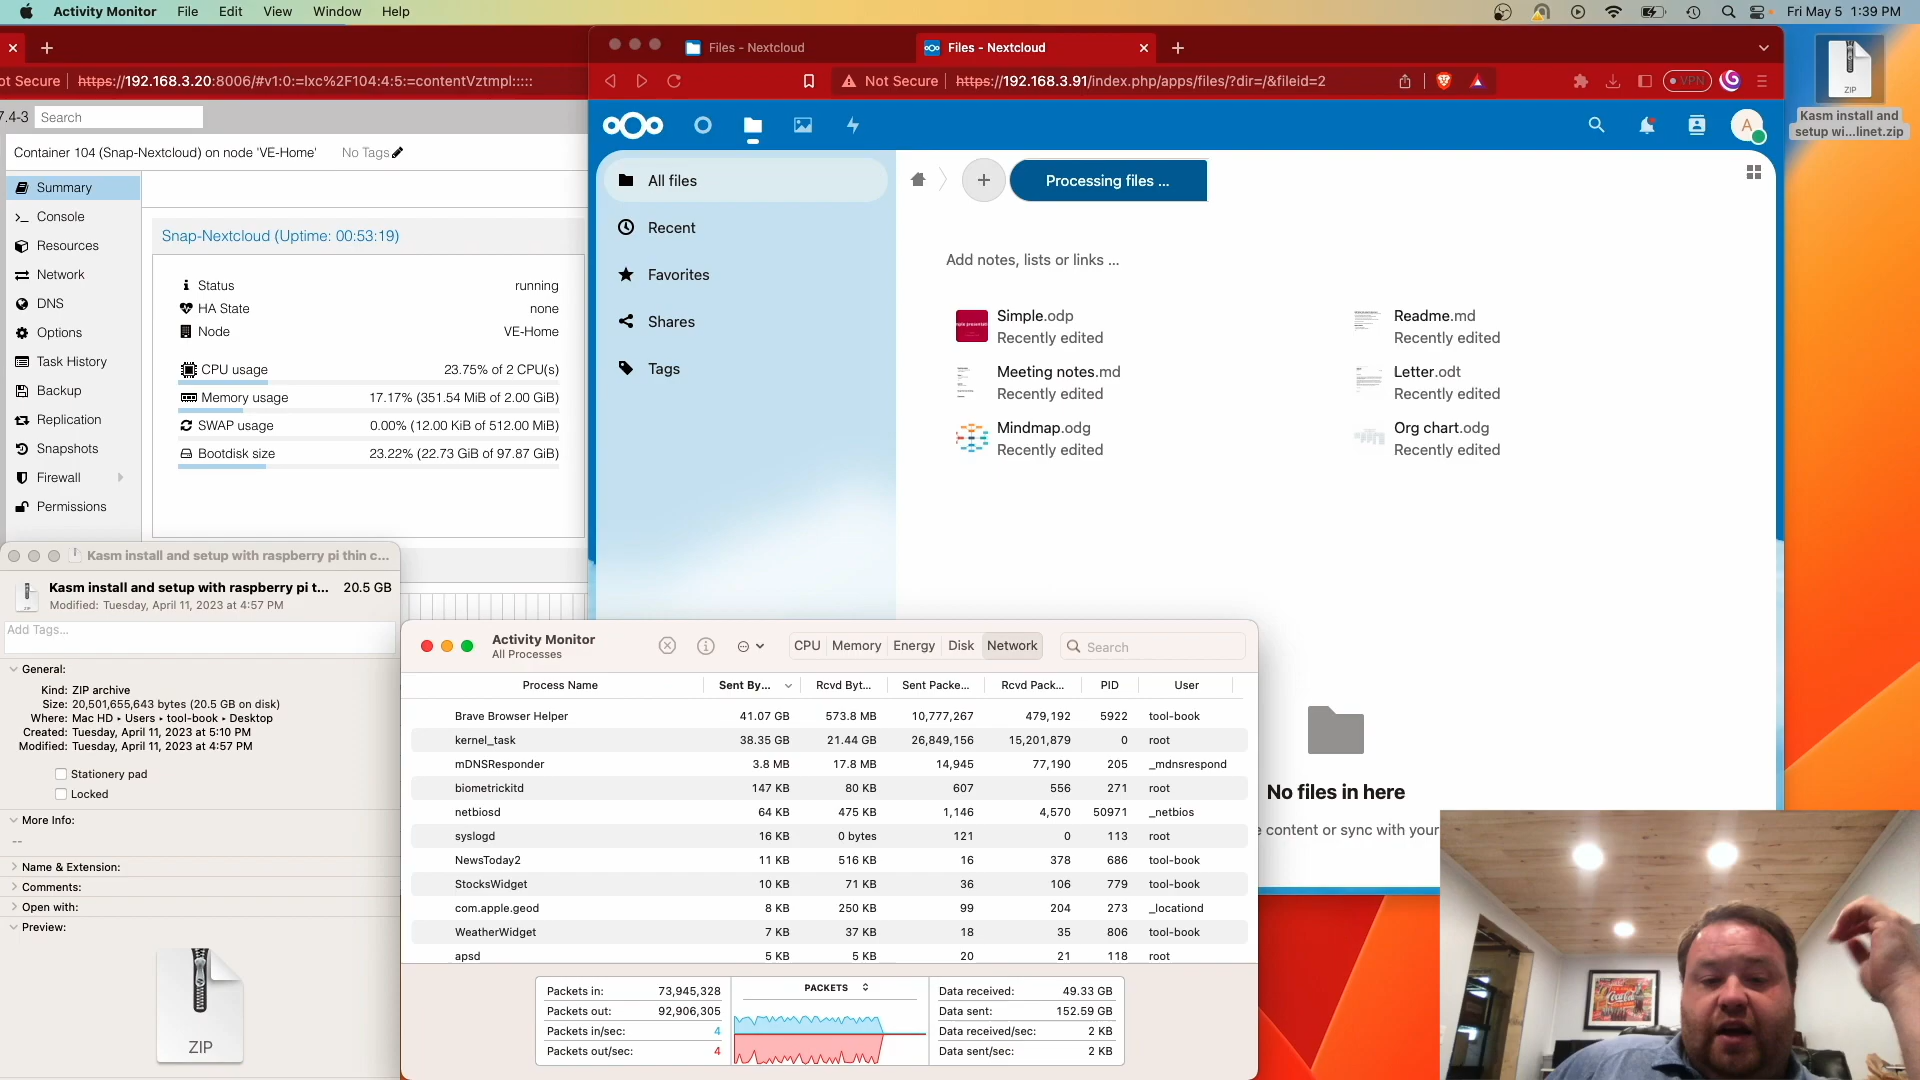 Activity Monitor File Edit View Window Help
Fri May 5 1:39 PM
Files - Nextcloud
Files - Nextcloud
ot Secure https://192.168.3.20:8006/#v1:0:=lxc%2F104:4:5:=contentVztmpl:::::
Not Secure https://192.168.3.91/index.php/apps/files/?dir=/&fileid=2
VPN
ZIP
Kasm install and
setup wi...linet.zip
7.4-3 Search
Container 104 (Snap-Nextcloud) on node 'VE-Home' No Tags
Summary
Console
Resources
Network
DNS
Options
Task History
Backup
Replication
Snapshots
Firewall
Permissions
Snap-Nextcloud (Uptime: 00:53:19)
Status running
HA State none
Node VE-Home
CPU usage 23.75% of 2 CPU(s)
Memory usage 17.17% (351.54 MiB of 2.00 GiB)
SWAP usage 0.00% (12.00 KiB of 512.00 MiB)
Bootdisk size 23.22% (22.73 GiB of 97.87 GiB)
A
All files
Recent
Favorites
Shares
Tags
Processing files ...
Add notes, lists or links ...
Simple.odp
Recently edited
Readme.md
Recently edited
Meeting notes.md
Recently edited
Letter.odt
Recently edited
Mindmap.odg
Recently edited
Org chart.odg
Recently edited
No files in here
content or sync with your
Kasm install and setup with raspberry pi thin c...
Kasm install and setup with raspberry pi t... 20.5 GB
Modified: Tuesday, April 11, 2023 at 4:57 PM
Add Tags...
General:
Kind: ZIP archive
Size: 20,501,655,643 bytes (20.5 GB on disk)
Where: Mac HD ▸ Users ▸ tool-book ▸ Desktop
Created: Tuesday, April 11, 2023 at 5:10 PM
Modified: Tuesday, April 11, 2023 at 4:57 PM
Stationery pad
Locked
More Info:
--
Name & Extension:
Comments:
Open with:
Preview:
ZIP
Activity Monitor
All Processes
CPU Memory Energy Disk Network
Search
Process Name Sent By... Rcvd Byt... Sent Packe... Rcvd Pack... PID User
Brave Browser Helper 41.07 GB 573.8 MB 10,777,267 479,192 5922 tool-book
kernel_task 38.35 GB 21.44 GB 26,849,156 15,201,879 0 root
mDNSResponder 3.8 MB 17.8 MB 14,945 77,190 205 _mdnsrespond
biometrickitd 147 KB 80 KB 607 556 271 root
netbiosd 64 KB 475 KB 1,146 4,570 50971 _netbios
syslogd 16 KB 0 bytes 121 0 113 root
NewsToday2 11 KB 516 KB 16 378 686 tool-book
StocksWidget 10 KB 71 KB 36 106 779 tool-book
com.apple.geod 8 KB 250 KB 99 204 273 _locationd
WeatherWidget 7 KB 37 KB 18 35 806 tool-book
apsd 5 KB 5 KB 20 21 118 root
Packets in: 73,945,328
Packets out: 92,906,305
Packets in/sec: 4
Packets out/sec: 4
PACKETS
Data received: 49.33 GB
Data sent: 152.59 GB
Data received/sec: 2 KB
Data sent/sec: 2 KB
Coca-Cola